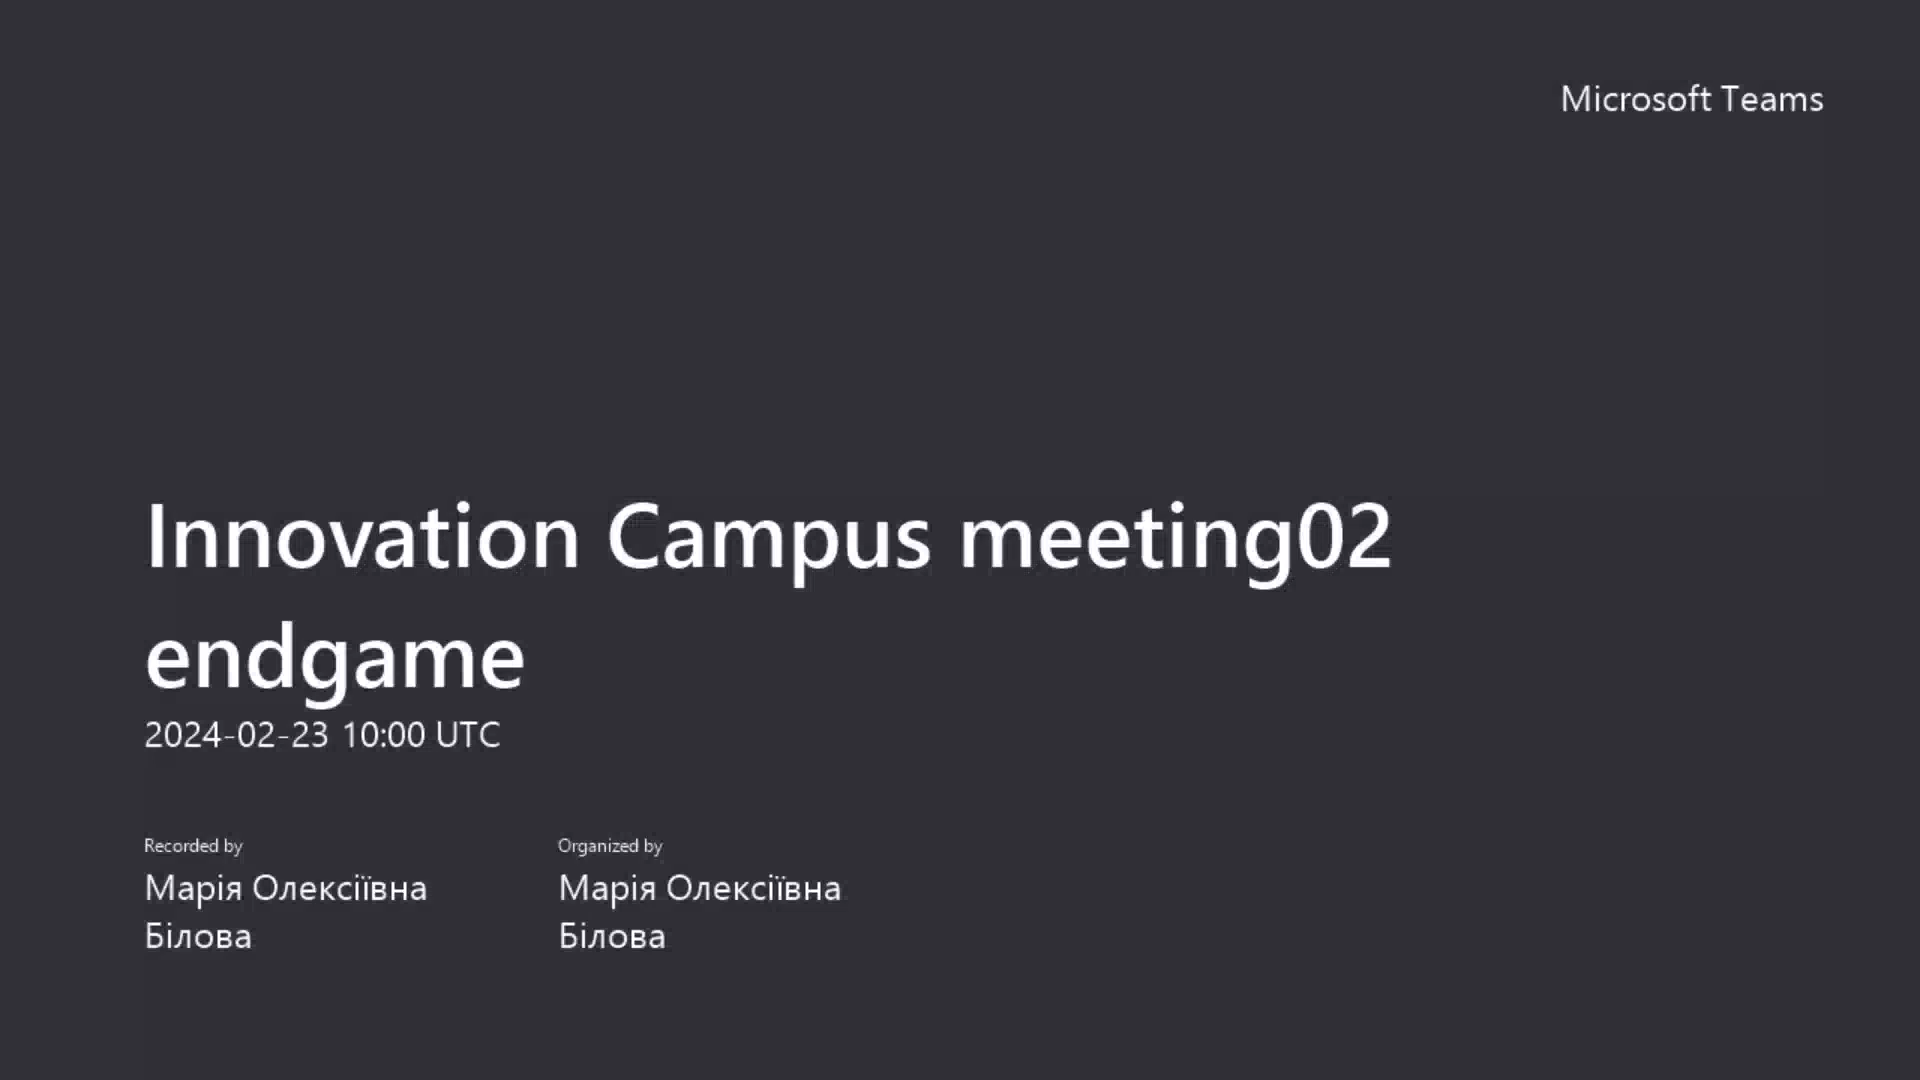 Microsoft Teams
Innovation Campus meeting02
endgame
2024-02-23 10:00 UTC
Recorded by
Марія Олексіївна
Білова
Organized by
Марія Олексіївна
Білова